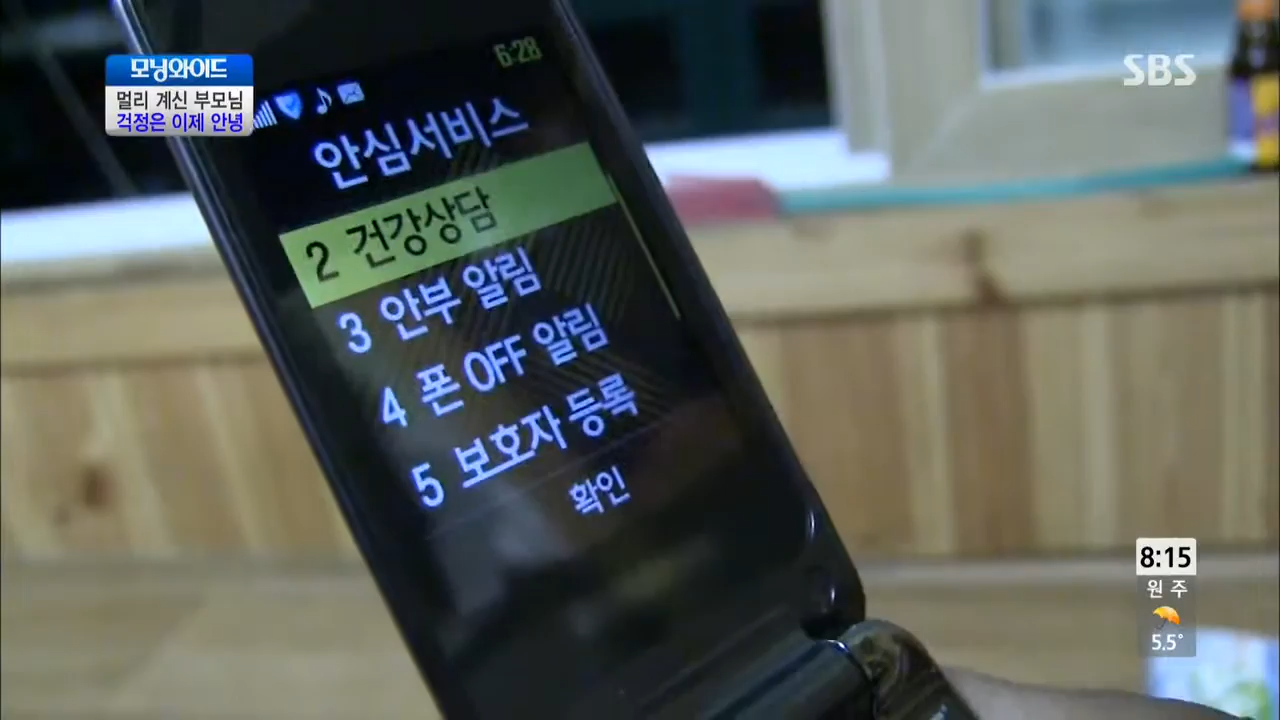 모닝와이드
멀리 계신 부모님
걱정은 이제 안녕
SBS
6:28
안심서비스
2 건강상담
3 안부 알림
4 폰 OFF 알림
5 보호자 등록
확인
8:15
원주
5.5°